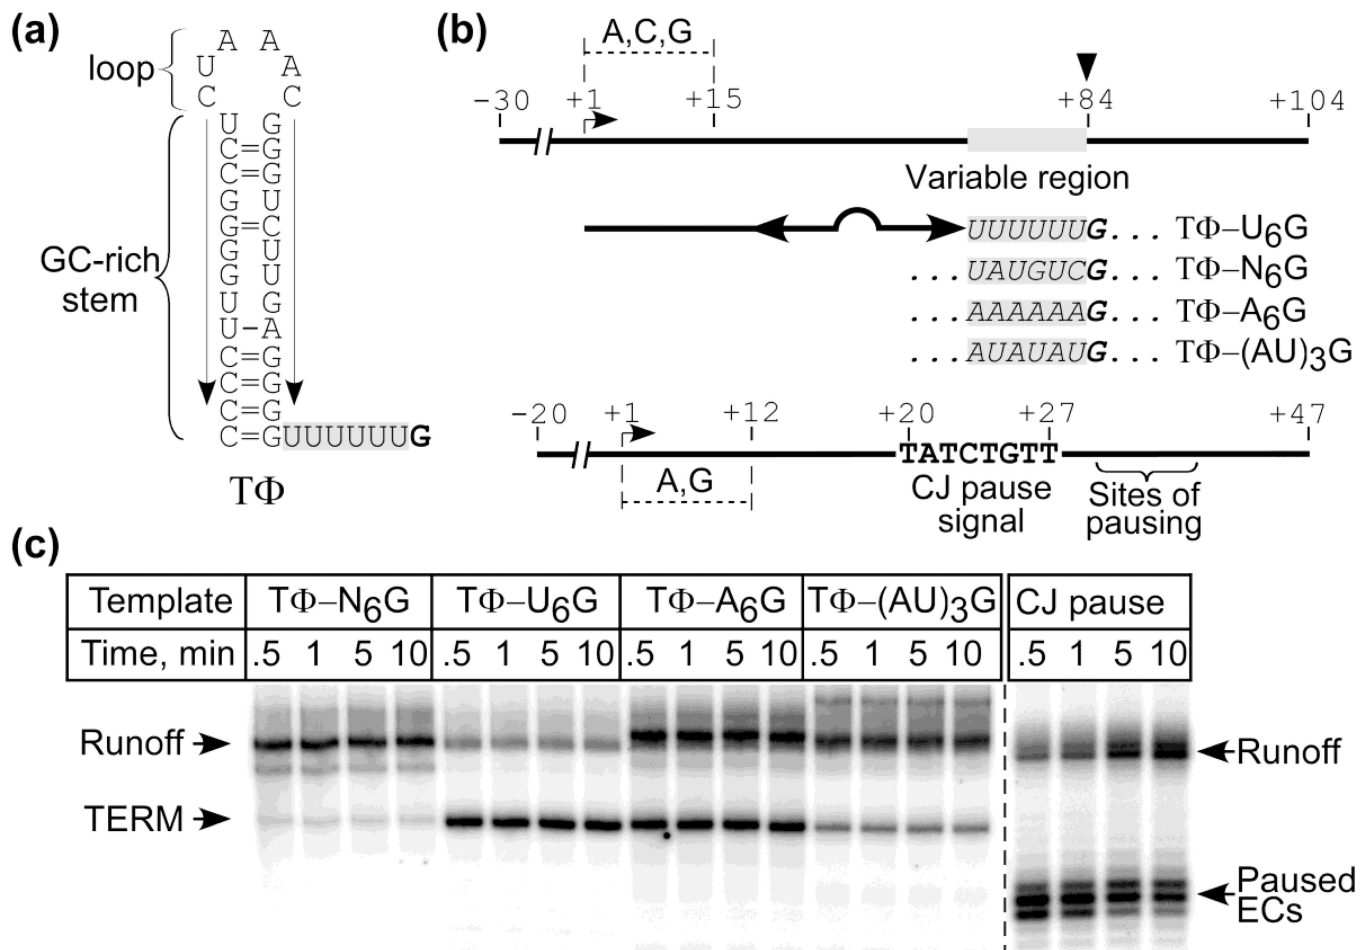 (a)
A A
U A
C C
loop
U G
C=G
C=G
G U
G=C
G U
G U
U G
U-A
C=G
C=G
C=G
C=GUUUUUUG
GC-rich
stem
TΦ
(b)
A,C,G
-30 +1 +15 +84 +104
Variable region
UUUUUUG... TΦ–U6G
...UAUGUCG... TΦ–N6G
...AAAAAAG... TΦ–A6G
...AUAUAUG... TΦ–(AU)3G
-20 +1 +12 +20 +27 +47
TATCTGTT
A,G
CJ pause
signal
Sites of
pausing
(c)
Template TΦ–N6G TΦ–U6G TΦ–A6G TΦ–(AU)3G CJ pause
Time, min .5 1 5 10 .5 1 5 10 .5 1 5 10 .5 1 5 10 .5 1 5 10
Runoff
TERM
Runoff
Paused
ECs